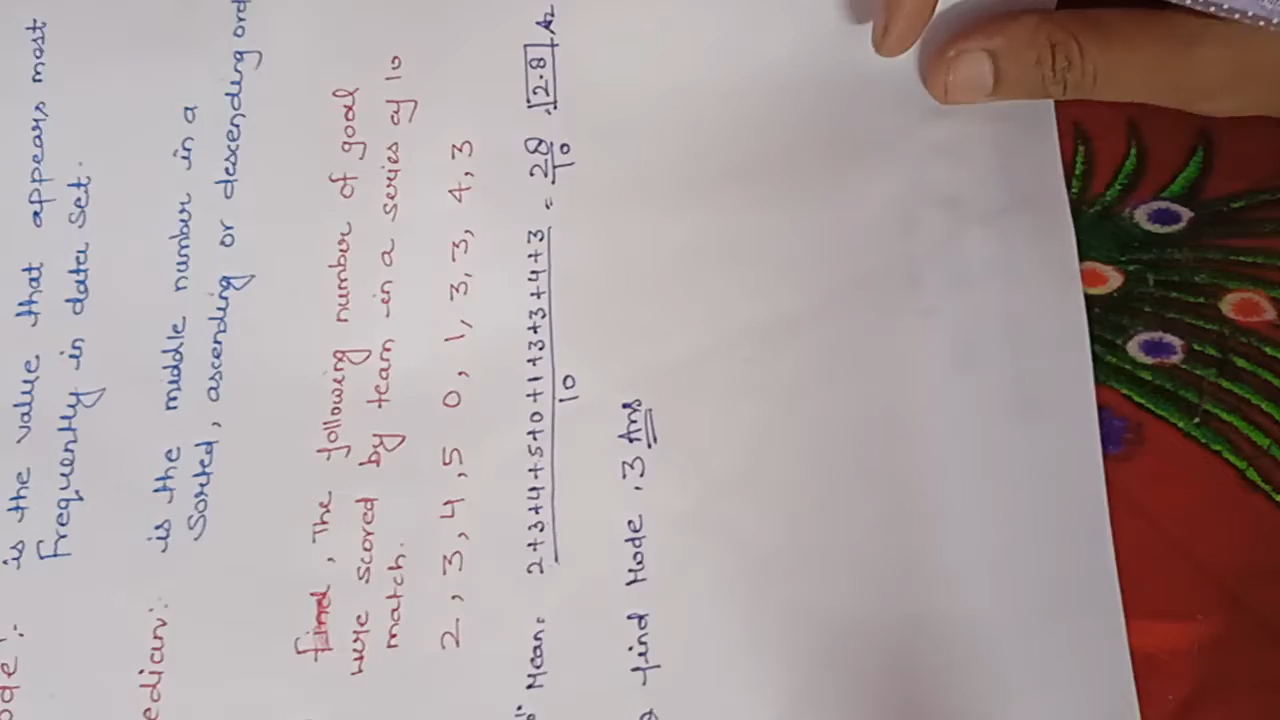 ode :- is the value that appears most
frequently in data set.
edian :- is the middle number in a
Sorted, ascending or descending ord
find, The following number of goal
were scored by team in a series of 10
match.
2, 3, 4, 5 0, 1, 3, 3, 4, 3
Mean = 2+3+4+5+0+1+3+3+4+3 / 10 = 28/10 . 2.8
find Mode . 3 Ans